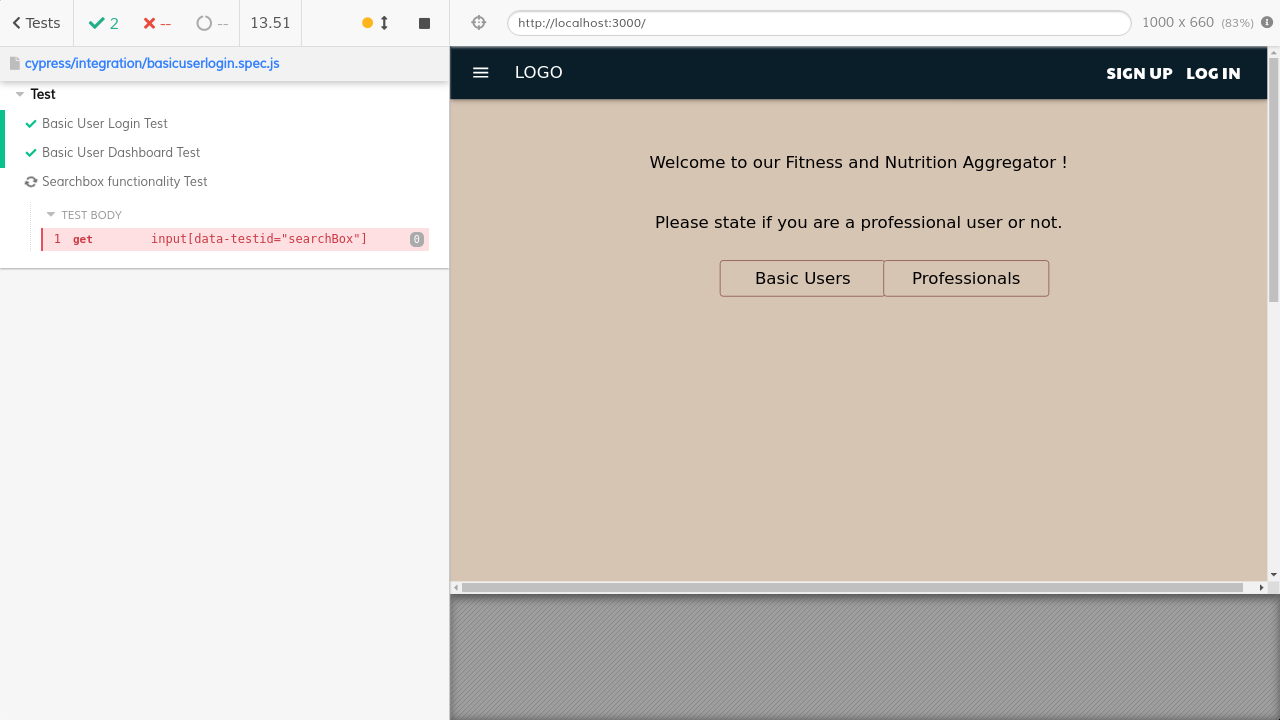 Tests 2 -- -- 13.51
cypress/integration/basicuserlogin.spec.js
Test
Basic User Login Test
Basic User Dashboard Test
Searchbox functionality Test
TEST BODY
1 get input[data-testid="searchBox"] 0
http://localhost:3000/ 1000 x 660 (83%)
LOGO SIGN UP LOG IN
Welcome to our Fitness and Nutrition Aggregator !
Please state if you are a professional user or not.
Basic Users Professionals